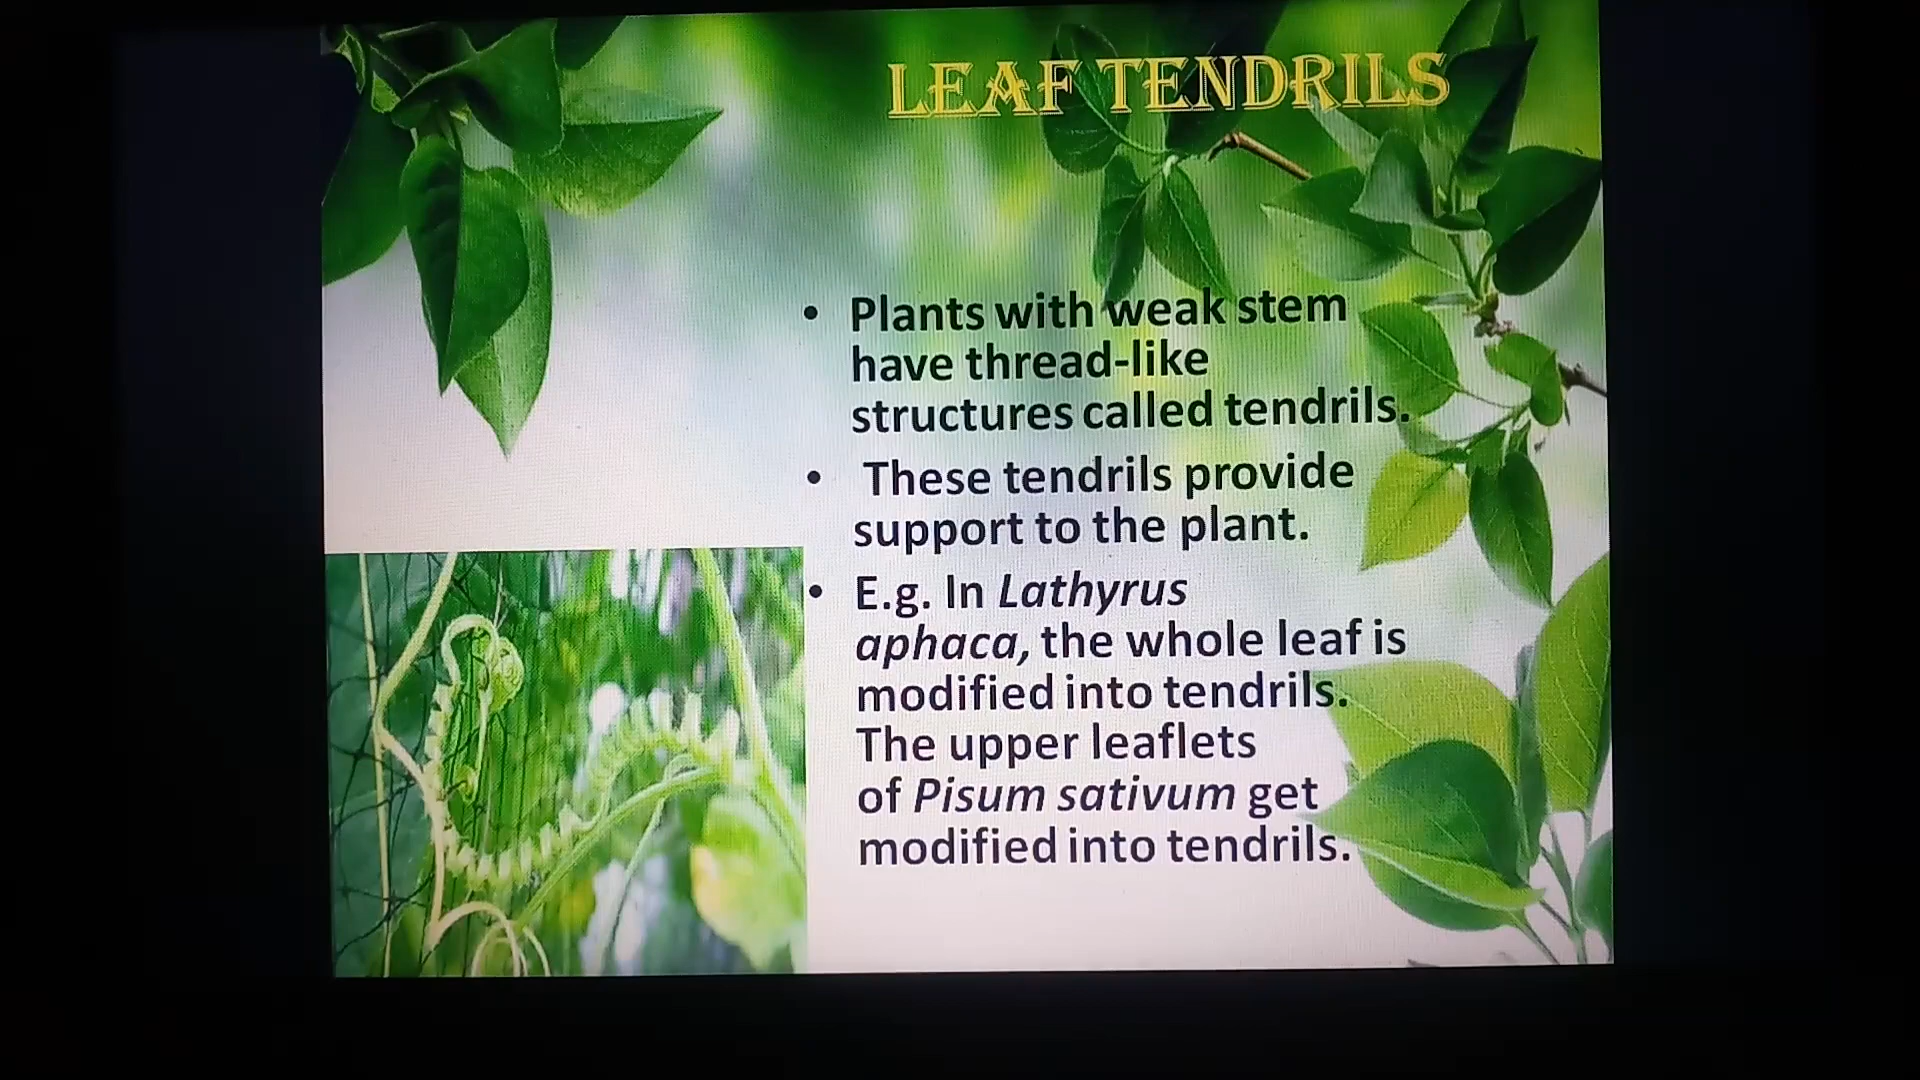 LEAF TENDRILS
• Plants with weak stem
have thread-like
structures called tendrils.
• These tendrils provide
support to the plant.
• E.g. In Lathyrus
aphaca, the whole leaf is
modified into tendrils.
The upper leaflets
of Pisum sativum get
modified into tendrils.